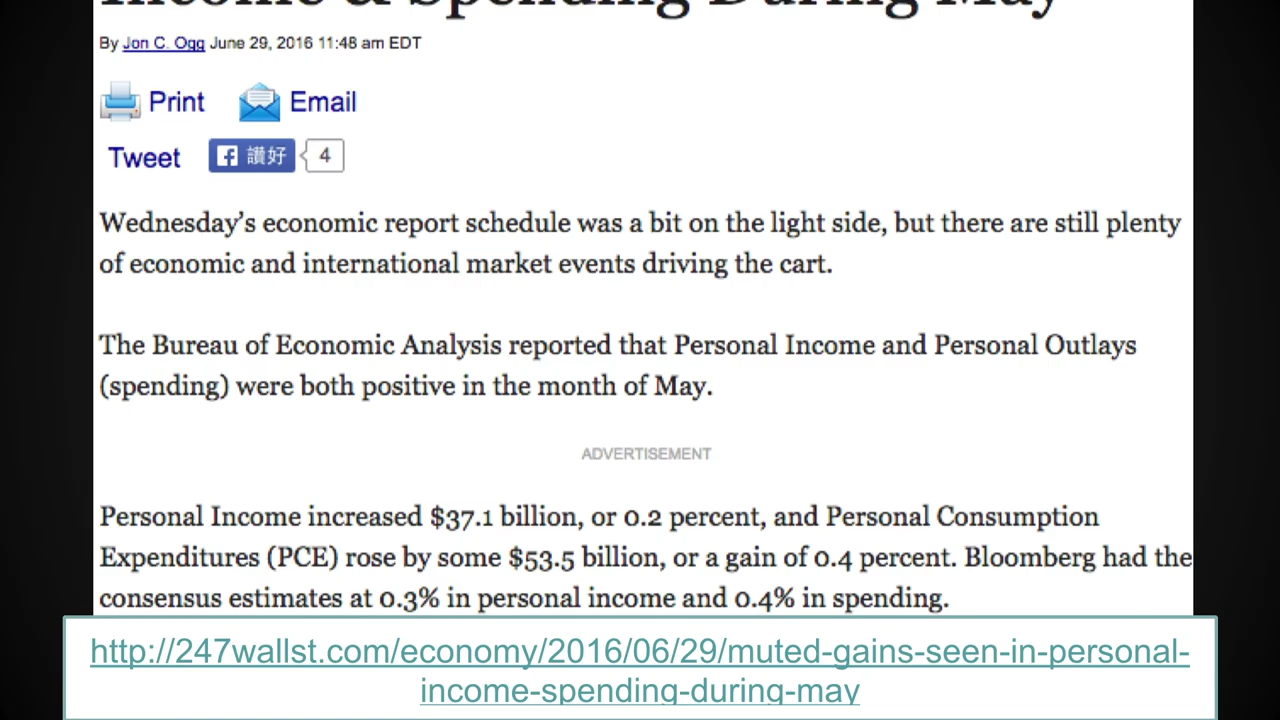 Income & Spending During May
By Jon C. Ogg June 29, 2016 11:48 am EDT
Print Email
Tweet 讚好 4
Wednesday’s economic report schedule was a bit on the light side, but there are still plenty
of economic and international market events driving the cart.
The Bureau of Economic Analysis reported that Personal Income and Personal Outlays
(spending) were both positive in the month of May.
ADVERTISEMENT
Personal Income increased $37.1 billion, or 0.2 percent, and Personal Consumption
Expenditures (PCE) rose by some $53.5 billion, or a gain of 0.4 percent. Bloomberg had the
consensus estimates at 0.3% in personal income and 0.4% in spending.
http://247wallst.com/economy/2016/06/29/muted-gains-seen-in-personal-
income-spending-during-may